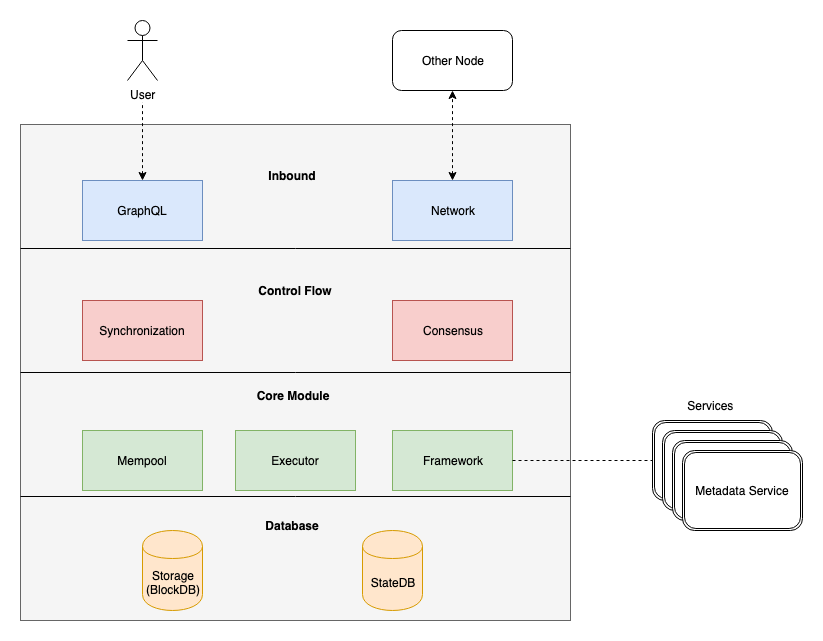 User
Other Node
Inbound
GraphQL
Network
Control Flow
Synchronization
Consensus
Core Module
Mempool
Executor
Framework
Services
Metadata Service
Database
Storage
(BlockDB)
StateDB